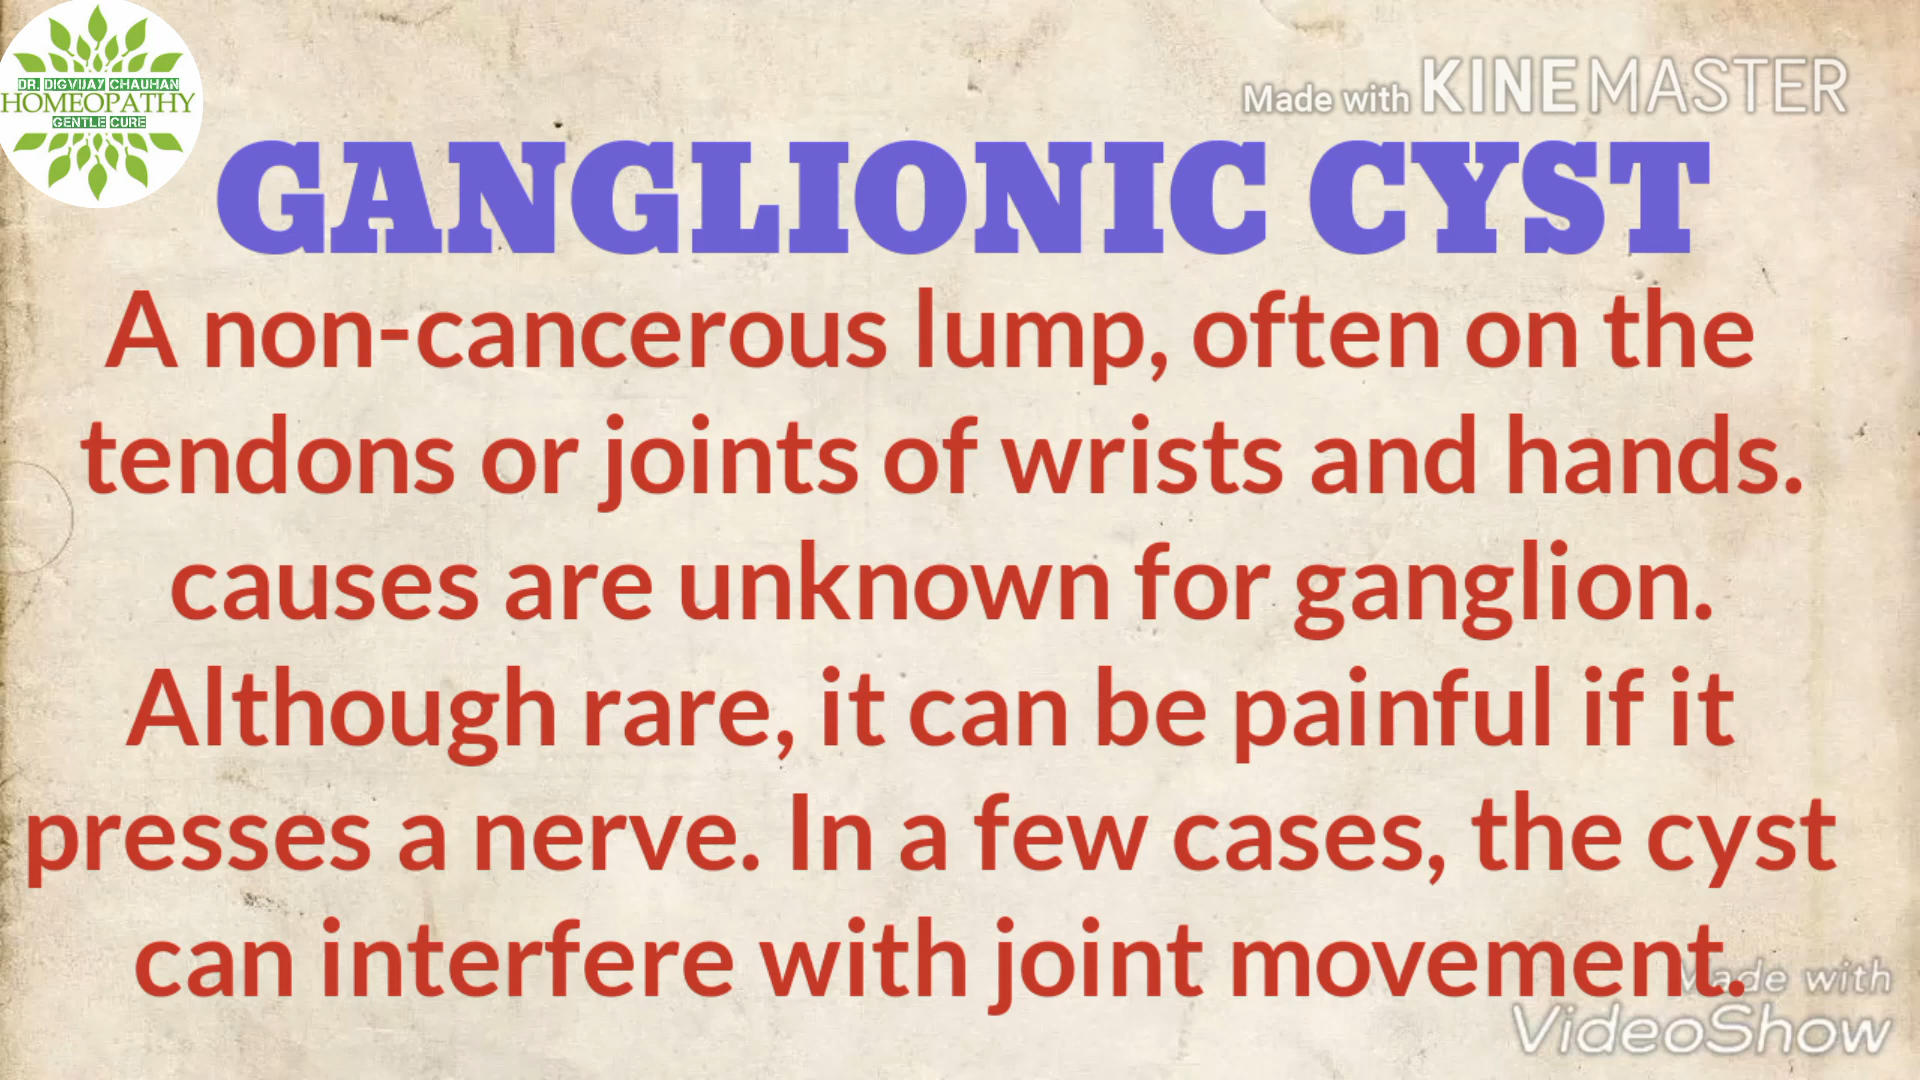 DR. DIGVIJAY CHAUHAN
HOMEOPATHY
GENTLE CURE
Made with KINEMASTER
GANGLIONIC CYST
A non-cancerous lump, often on the
tendons or joints of wrists and hands.
causes are unknown for ganglion.
Although rare, it can be painful if it
presses a nerve. In a few cases, the cyst
can interfere with joint movement.
Made with
VideoShow